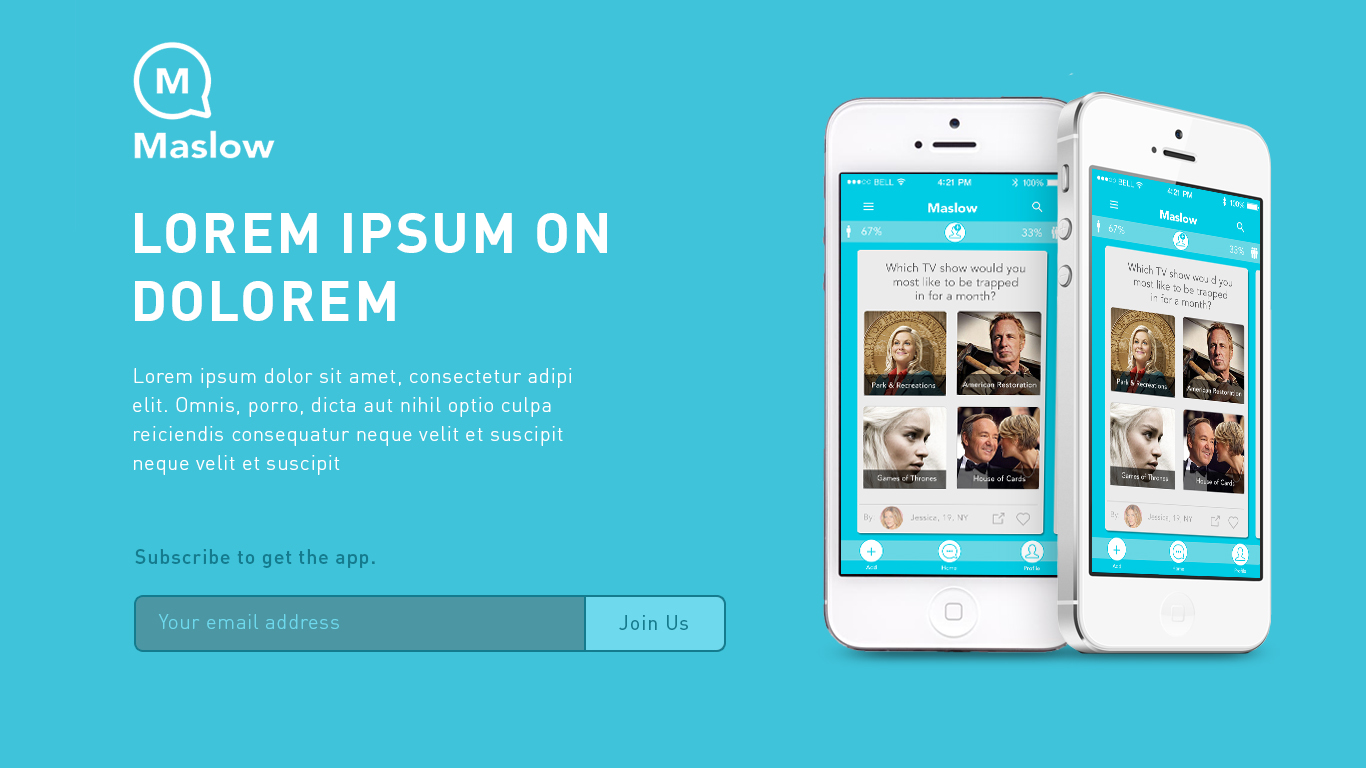 M
Maslow
LOREM IPSUM ON
DOLOREM
Lorem ipsum dolor sit amet, consectetur adipi
elit. Omnis, porro, dicta aut nihil optio culpa
reiciendis consequatur neque velit et suscipit
neque velit et suscipit
Subscribe to get the app.
Your email address
Join Us
BELL 4:21 PM 100%
Maslow
67% 33%
Which TV show would you
most like to be trapped
in for a month?
Park & Recreations American Restoration
Games of Thrones House of Cards
By: Jessica, 19, NY
Add Home Profile
BELL 4:21 PM 100%
Maslow
67% 33%
Which TV show would you
most like to be trapped
in for a month?
Park & Recreations American Restoration
Games of Thrones House of Cards
By: Jessica, 19, NY
Add Home Profile